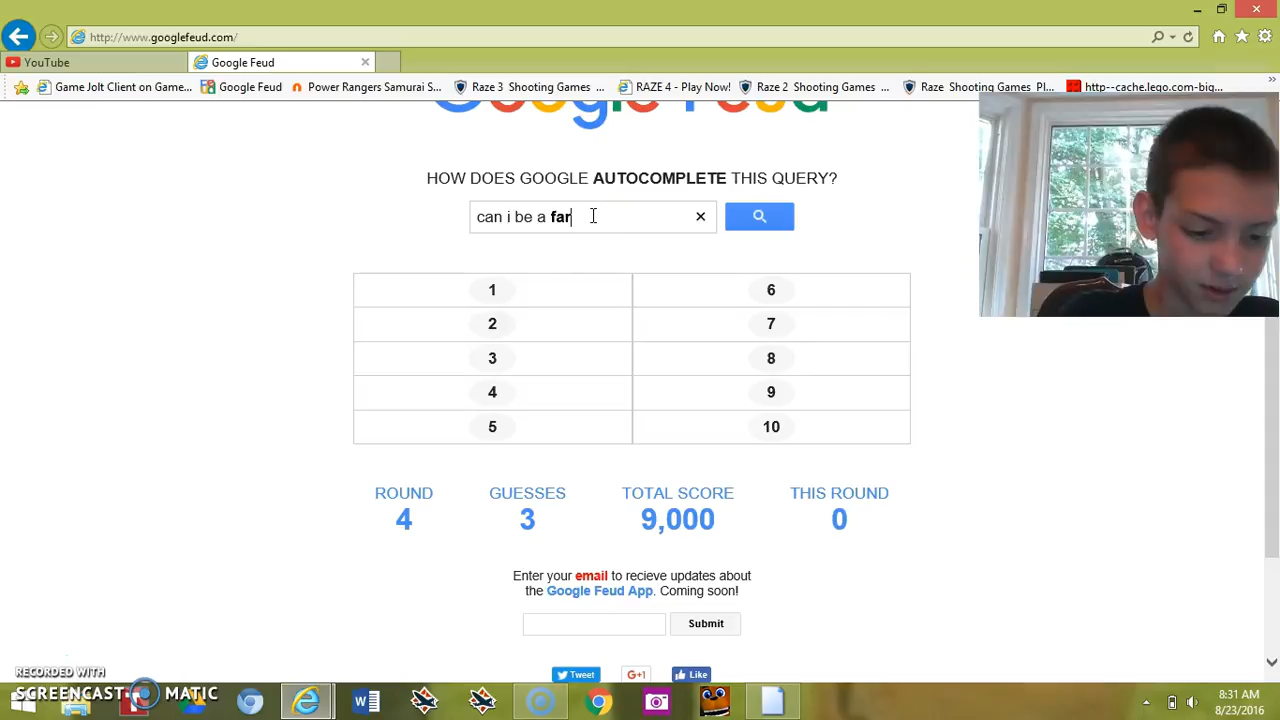 http://www.googlefeud.com/
YouTube
Google Feud
Game Jolt Client on Game...
Google Feud
Power Rangers Samurai S...
Raze 3 Shooting Games ...
RAZE 4 - Play Now!
Raze 2 Shooting Games ...
Raze Shooting Games Pl...
http--cache.lego.com-big...
Google Feud
HOW DOES GOOGLE AUTOCOMPLETE THIS QUERY?
can i be a far
1 6
2 7
3 8
4 9
5 10
ROUND GUESSES TOTAL SCORE THIS ROUND
4 3 9,000 0
Enter your email to recieve updates about
the Google Feud App. Coming soon!
Submit
Tweet G+1 Like
RECORDED WITH
SCREENCAST MATIC
8:31 AM
8/23/2016